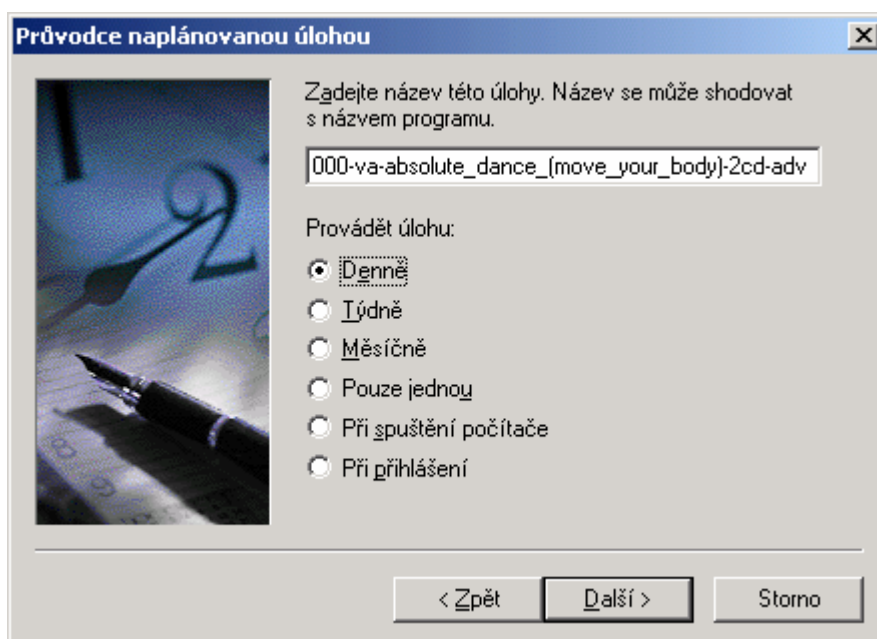 Průvodce naplánovanou úlohou
Zadejte název této úlohy. Název se může shodovat
s názvem programu.
000-va-absolute_dance_(move_your_body)-2cd-adv
Provádět úlohu:
Denně
Týdně
Měsíčně
Pouze jednou
Při spuštění počítače
Při přihlášení
< Zpět
Další >
Storno